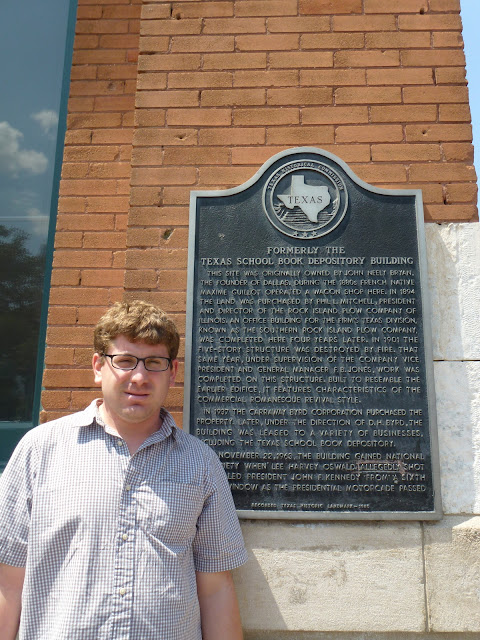 TEXAS HISTORICAL COMMISSION
TEXAS
FORMERLY THE
TEXAS SCHOOL BOOK DEPOSITORY BUILDING
THIS SITE WAS ORIGINALLY OWNED BY JOHN NEELY BRYAN,
THE FOUNDER OF DALLAS. DURING THE 1880s FRENCH NATIVE
MAXIME GUILLOT OPERATED A WAGON SHOP HERE. IN 1894
THE LAND WAS PURCHASED BY PHIL L. MITCHELL, PRESIDENT
AND DIRECTOR OF THE ROCK ISLAND PLOW COMPANY OF
ILLINOIS. AN OFFICE BUILDING FOR THE FIRM'S TEXAS DIVISION,
KNOWN AS THE SOUTHERN ROCK ISLAND PLOW COMPANY,
WAS COMPLETED HERE FOUR YEARS LATER. IN 1901 THE
FIVE-STORY STRUCTURE WAS DESTROYED BY FIRE. THAT
SAME YEAR, UNDER SUPERVISION OF THE COMPANY VICE
PRESIDENT AND GENERAL MANAGER F. B. JONES, WORK WAS
COMPLETED ON THIS STRUCTURE. BUILT TO RESEMBLE THE
EARLIER EDIFICE, IT FEATURES CHARACTERISTICS OF THE
COMMERCIAL ROMANESQUE REVIVAL STYLE.
IN 1937 THE CARRAWAY BYRD CORPORATION PURCHASED THE
PROPERTY. LATER, UNDER THE DIRECTION OF D.H. BYRD, THE
BUILDING WAS LEASED TO A VARIETY OF BUSINESSES,
CLUDING THE TEXAS SCHOOL BOOK DEPOSITORY.
NOVEMBER 22, 1963, THE BUILDING GAINED NATIONAL
IETY WHEN LEE HARVEY OSWALD ALLEGEDLY SHOT
LED PRESIDENT JOHN F. KENNEDY FROM A SIXTH
INDOW AS THE PRESIDENTIAL MOTORCADE PASSED
RECORDED TEXAS HISTORIC LANDMARK-1980